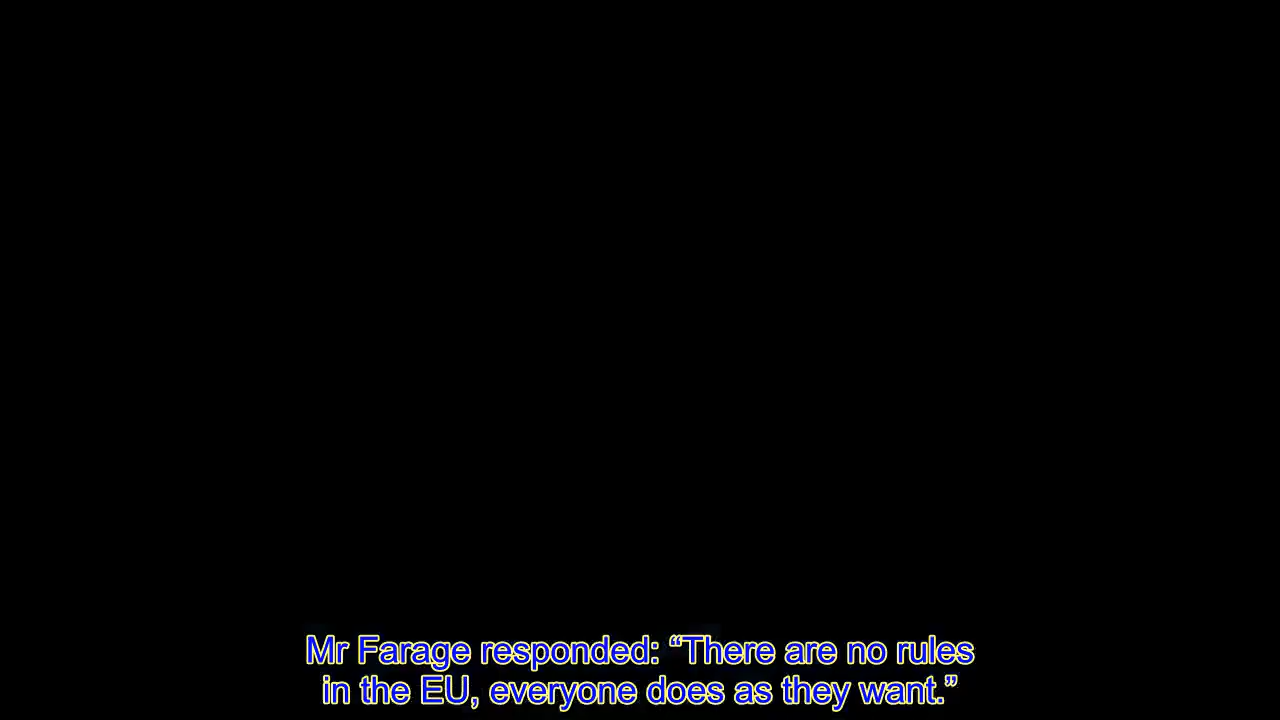 Mr Farage responded: “There are no rules
in the EU, everyone does as they want.”